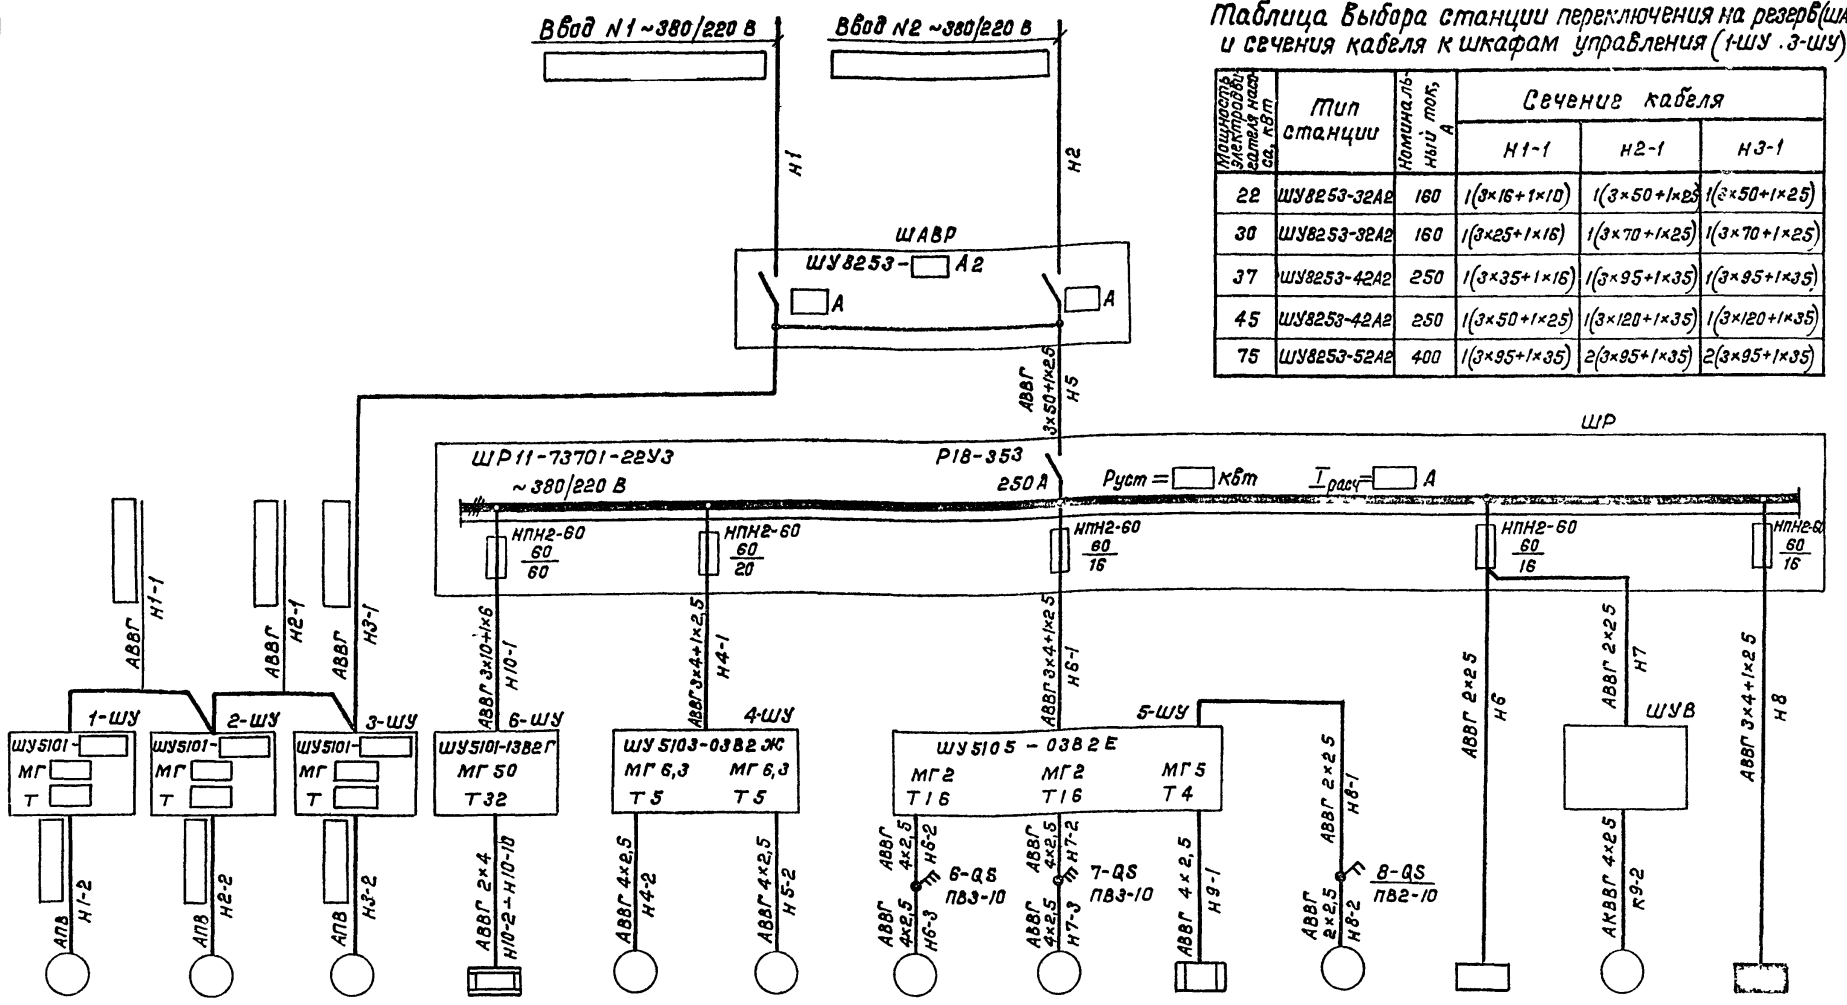 Ввод N1 ~380/220 В
Ввод N2 ~380/220 В
Таблица выбора станции переключения на резерв (ША
и сечения кабеля к шкафам управления (1-ШУ . 3-ШУ)
Мощность электродвигателя насоса, кВт
Тип станции
Номинальный ток, А
Сечение кабеля
Н1-1 Н2-1 Н3-1
22 ШУ8253-32А2 160 1(3×16+1×10) 1(3×50+1×25) 1(3×50+1×25)
30 ШУ8253-32А2 160 1(3×25+1×16) 1(3×70+1×25) 1(3×70+1×25)
37 ШУ8253-42А2 250 1(3×35+1×16) 1(3×95+1×35) 1(3×95+1×35)
45 ШУ8253-42А2 250 1(3×50+1×25) 1(3×120+1×35) 1(3×120+1×35)
75 ШУ8253-52А2 400 1(3×95+1×35) 2(3×95+1×35) 2(3×95+1×35)
Н1
Н2
ШАВР
ШУ8253- А2
А
А
АВВГ
3×50+1×25
Н5
ШР
ШР11-73701-22У3
~380/220 В
Р18-353
250А
Руст= кВт
Iрасч= А
НПН2-60
60
60
НПН2-60
60
20
НПН2-60
60
16
НПН2-60
60
16
НПН2-60
60
16
АВВГ
Н1-1
АВВГ
Н2-1
АВВГ
Н3-1
АВВГ 3×10+1×6
Н10-1
АВВГ 3×4+1×2,5
Н4-1
АВВГ 3×4+1×2,5
Н6-1
АВВГ 2×2,5
Н6
АВВГ 2×2,5
Н7
АВВГ 3×4+1×2,5
Н8
1-ШУ
ШУ5101-
МГ
Т
2-ШУ
ШУ5101-
МГ
Т
3-ШУ
ШУ5101-
МГ
Т
6-ШУ
ШУ5101-13В2Г
МГ 50
Т32
4-ШУ
ШУ5103-03В2Ж
МГ 6,3 МГ 6,3
Т5 Т5
5-ШУ
ШУ5105-03В2Е
МГ2 МГ2 МГ5
Т16 Т16 Т4
АВВГ 2×2,5
Н8-1
ШУВ
АПВ
Н1-2
АПВ
Н2-2
АПВ
Н3-2
АВВГ 2×4
Н10-2÷Н10-10
АВВГ 4×2,5
Н4-2
АВВГ 4×2,5
Н5-2
АВВГ
4×2,5
Н6-2
6-QS
ПВ3-10
АВВГ
4×2,5
Н6-3
АВВГ
4×2,5
Н7-2
7-QS
ПВ3-10
АВВГ
4×2,5
Н7-3
АВВГ 4×2,5
Н9-1
8-QS
ПВ2-10
АВВГ
2×2,5
Н8-2
АКВВГ 4×2,5
К9-2